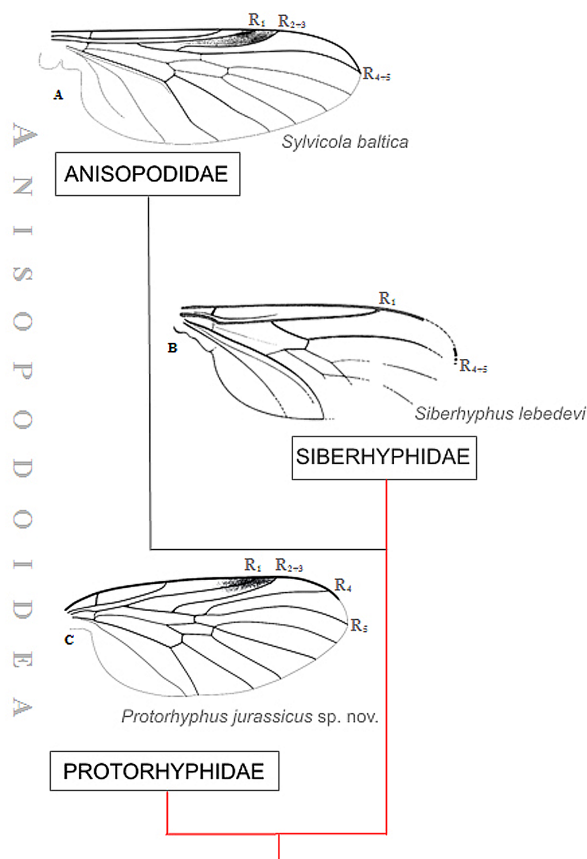 R₁ R₂₊₃
R₄₊₅
A
Sylvicola baltica
ANISOPODIDAE
R₁
B
R₄₊₅
Siberhyphus lebedevi
SIBERHYPHIDAE
R₁ R₂₊₃
R₄
R₅
C
Protorhyphus jurassicus sp. nov.
PROTORHYPHIDAE
ANISOPODOIDEA